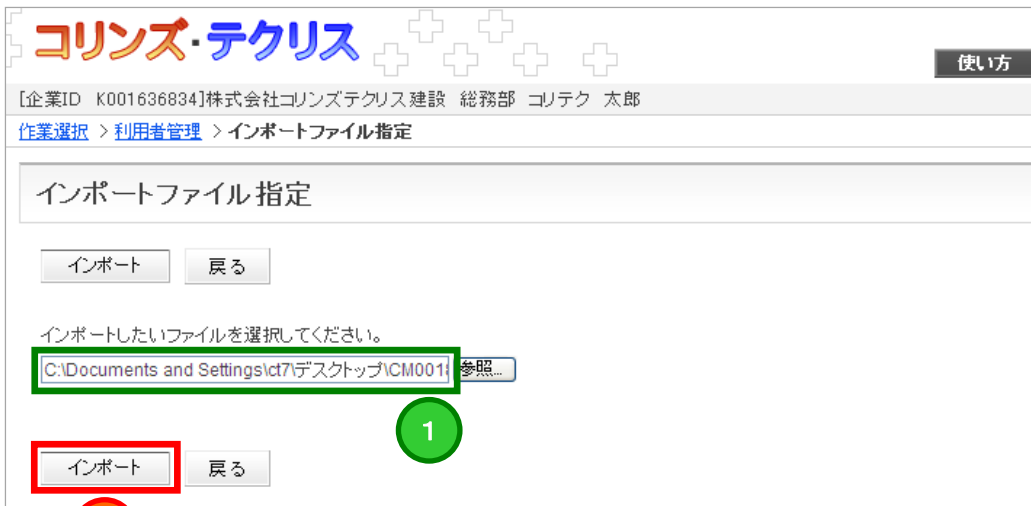 コリンズ・テクリス
使い方
[企業ID K001636834]株式会社コリンズテクリス建設 総務部 コリテク 太郎
作業選択 > 利用者管理 > インポートファイル指定
インポートファイル指定
インポート 戻る
インポートしたいファイルを選択してください。
C:\Documents and Settings\ct7\デスクトップ\CM001 参照...
1
インポート 戻る